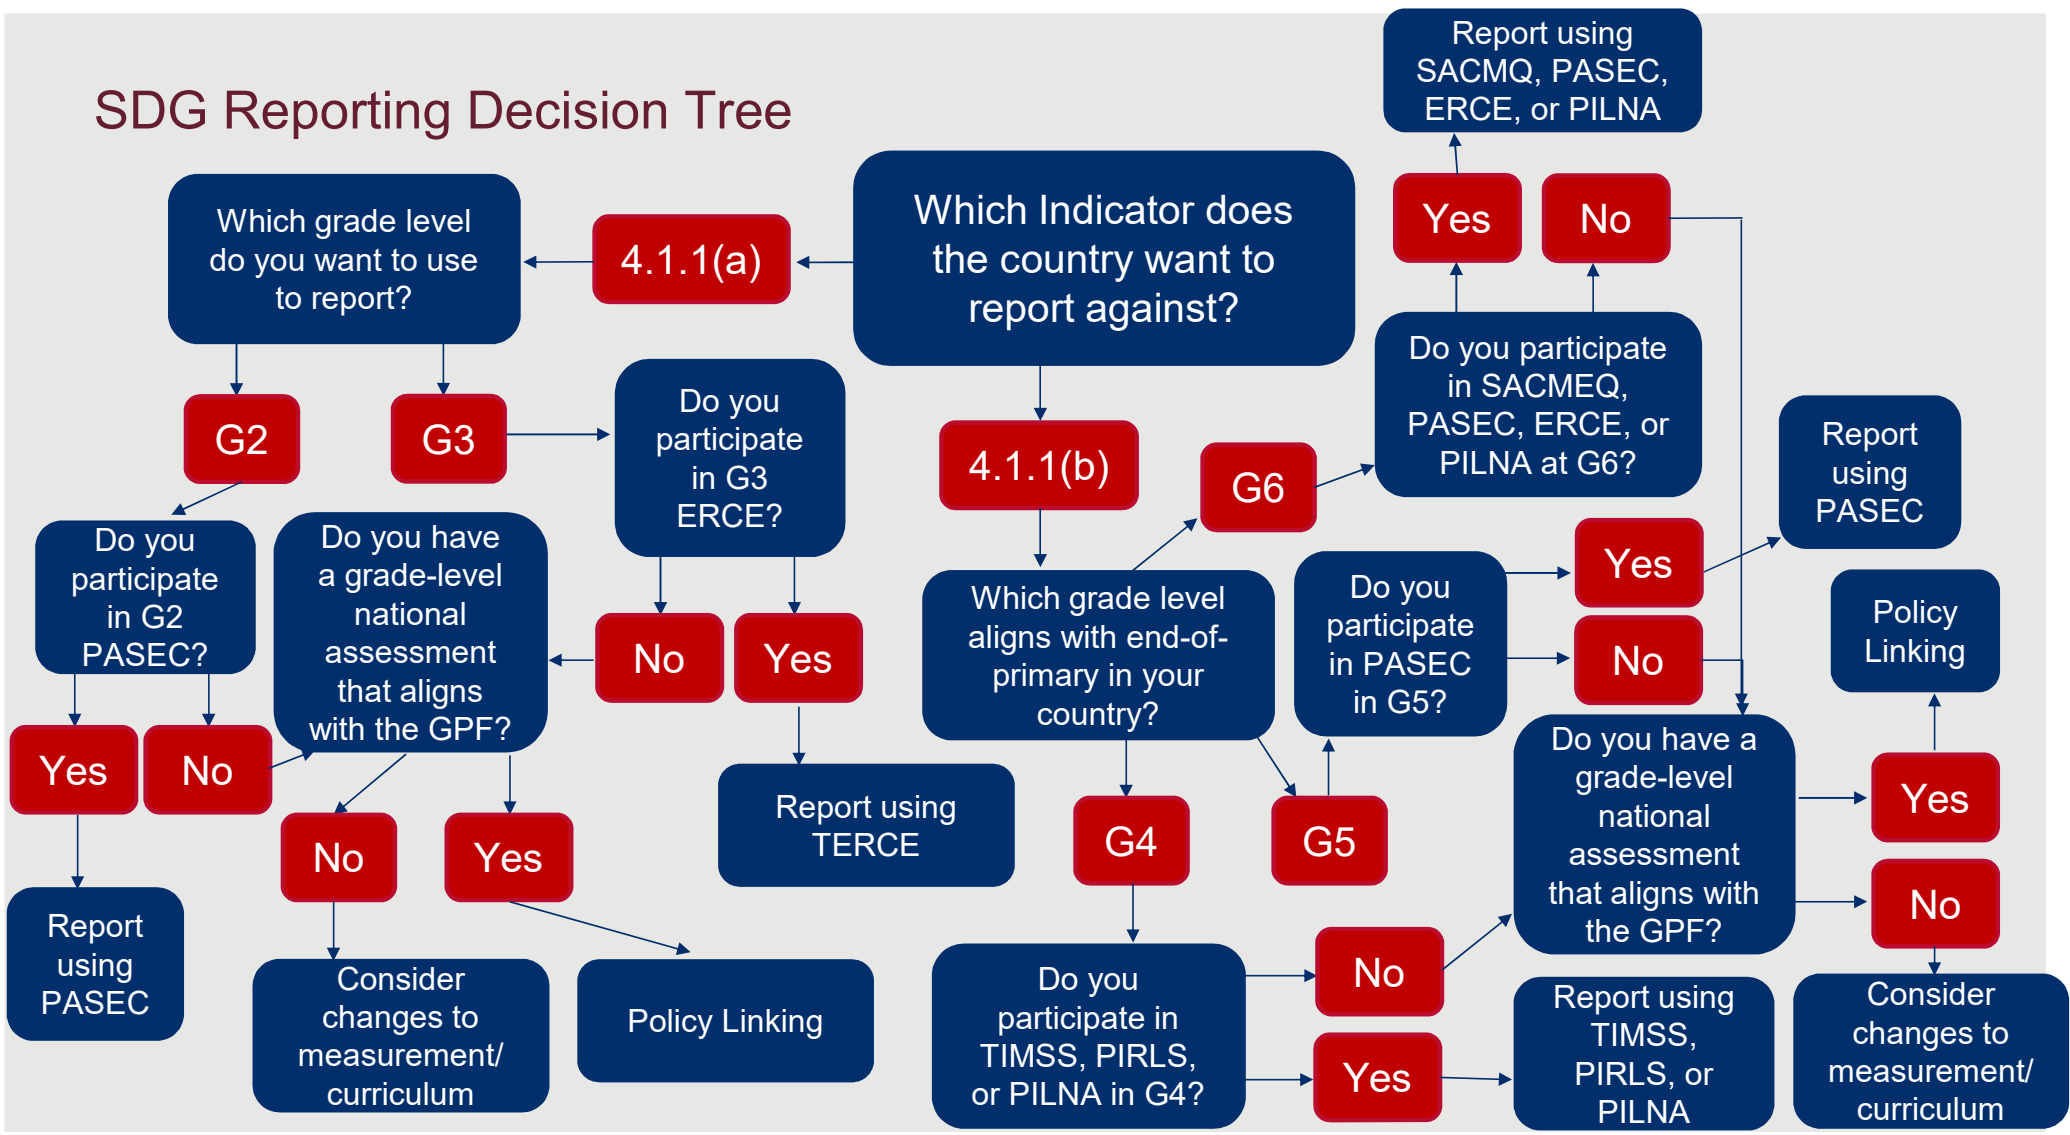 SDG Reporting Decision Tree
Which Indicator does
the country want to
report against?
4.1.1(a)
Which grade level
do you want to use
to report?
G2
G3
Do you
participate
in G2
PASEC?
Yes
No
Report
using
PASEC
Do you
participate
in G3
ERCE?
No
Yes
Report using
TERCE
Do you have
a grade-level
national
assessment
that aligns
with the GPF?
No
Yes
Consider
changes to
measurement/
curriculum
Policy Linking
4.1.1(b)
Which grade level
aligns with end-of-
primary in your
country?
G6
G4
G5
Do you participate
in SACMEQ,
PASEC, ERCE, or
PILNA at G6?
Yes
No
Report using
SACMQ, PASEC,
ERCE, or PILNA
Do you
participate
in PASEC
in G5?
Yes
No
Report
using
PASEC
Do you
participate in
TIMSS, PIRLS,
or PILNA in G4?
No
Yes
Report using
TIMSS,
PIRLS, or
PILNA
Do you have a
grade-level
national
assessment
that aligns with
the GPF?
Yes
No
Policy
Linking
Consider
changes to
measurement/
curriculum